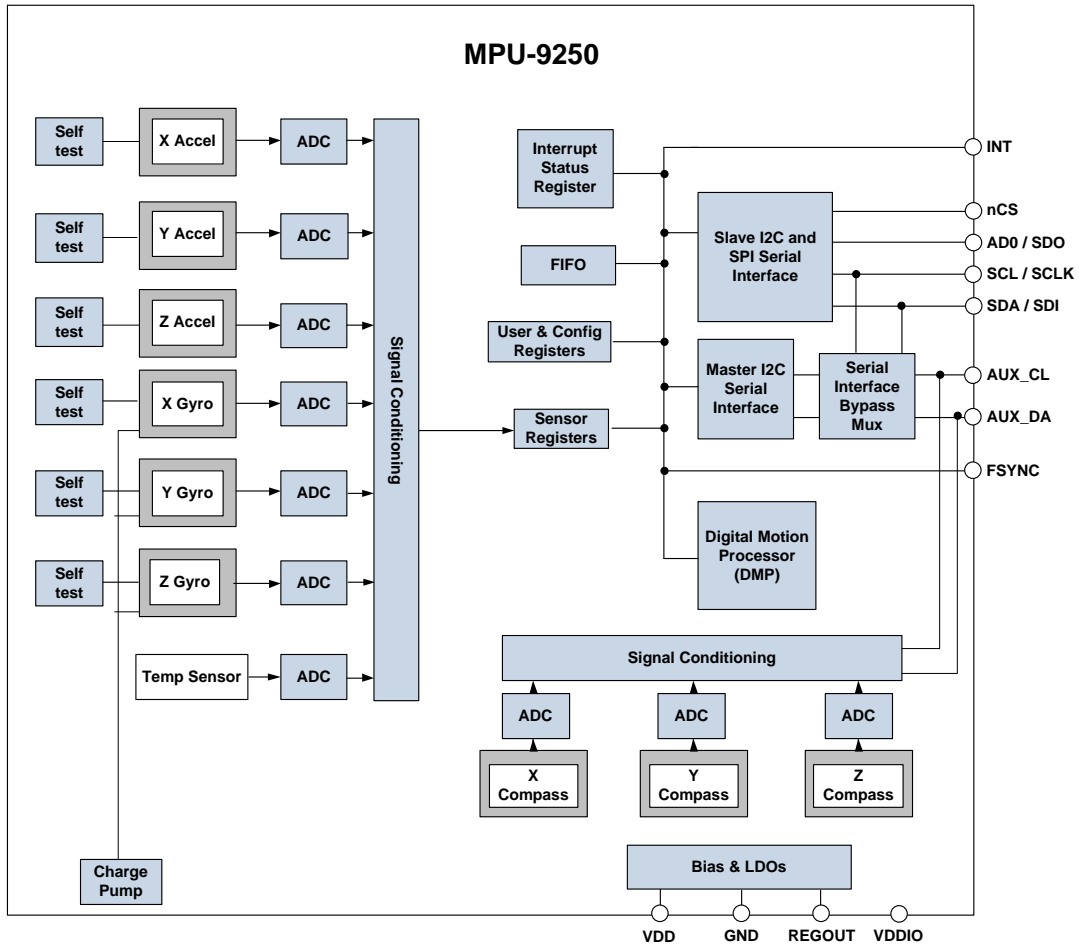 MPU-9250
Self
test
X Accel
ADC
Self
test
Y Accel
ADC
Self
test
Z Accel
ADC
Self
test
X Gyro
ADC
Self
test
Y Gyro
ADC
Self
test
Z Gyro
ADC
Temp Sensor
ADC
Signal Conditioning
Charge
Pump
Interrupt
Status
Register
FIFO
User & Config
Registers
Sensor
Registers
Slave I2C and
SPI Serial
Interface
Master I2C
Serial
Interface
Serial
Interface
Bypass
Mux
Digital Motion
Processor
(DMP)
INT
nCS
AD0 / SDO
SCL / SCLK
SDA / SDI
AUX_CL
AUX_DA
FSYNC
Signal Conditioning
ADC
ADC
ADC
X
Compass
Y
Compass
Z
Compass
Bias & LDOs
VDD
GND
REGOUT
VDDIO